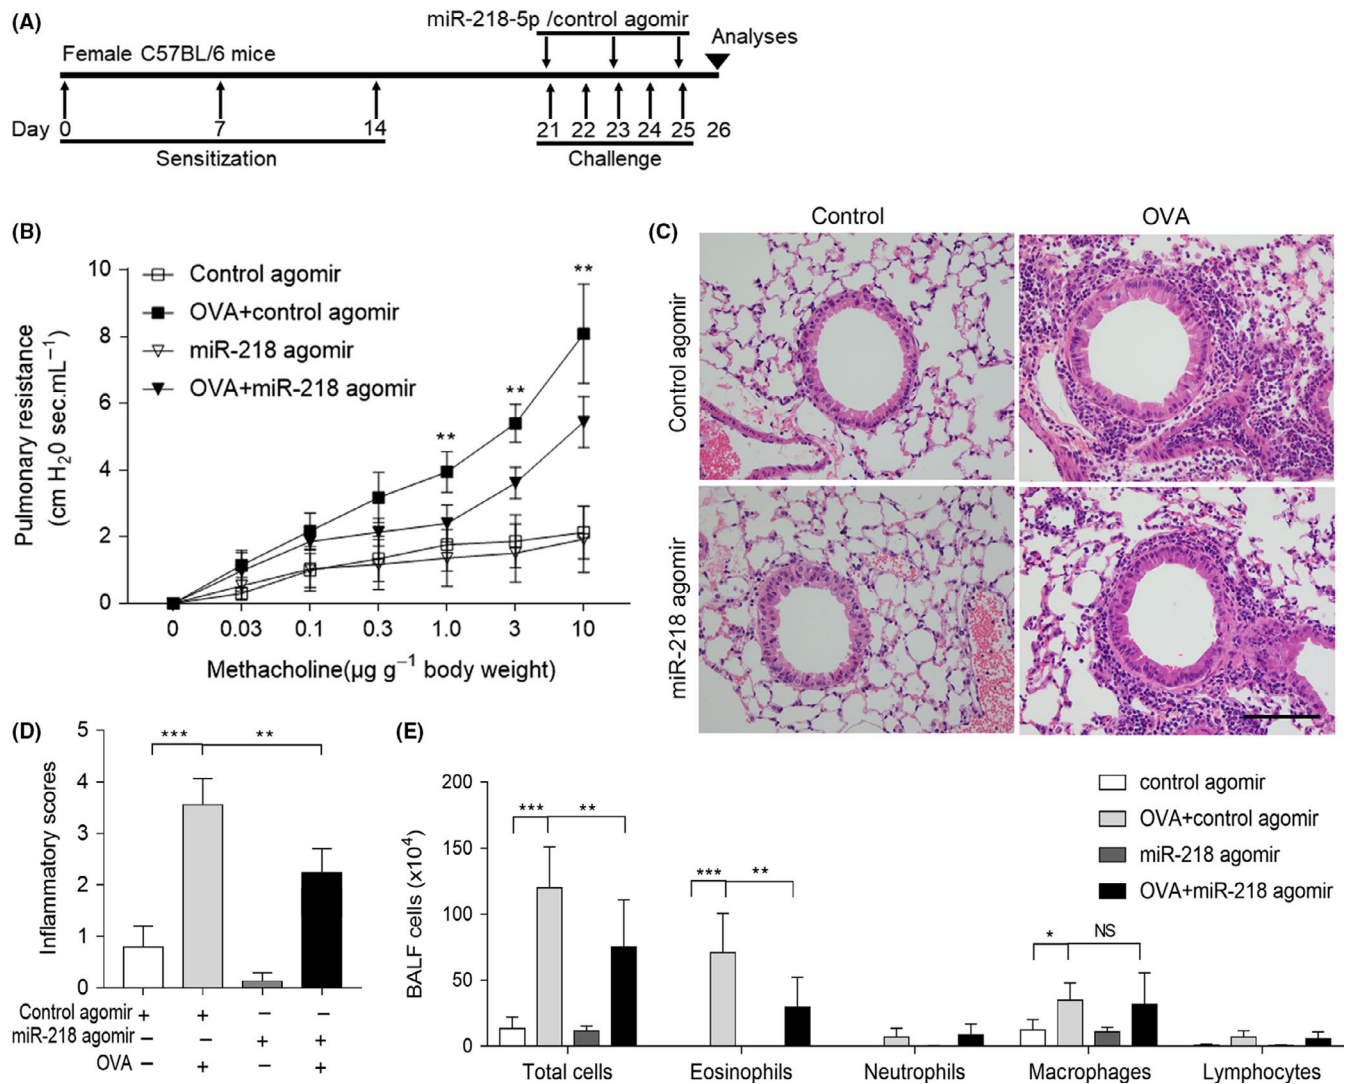 (A)
miR-218-5p /control agomir
Analyses
Female C57BL/6 mice
Day 0 7 14 21 22 23 24 25 26
Sensitization
Challenge
(B)
Pulmonary resistance
(cm H₂0 sec.mL⁻¹)
10
8
6
4
2
0
Control agomir
OVA+control agomir
miR-218 agomir
OVA+miR-218 agomir
**
**
**
0 0.03 0.1 0.3 1.0 3 10
Methacholine(µg g⁻¹ body weight)
(C)
Control
OVA
Control agomir
miR-218 agomir
(D)
Inflammatory scores
5
4
3
2
1
0
***
**
Control agomir + + − −
miR-218 agomir − − + +
OVA − + − +
(E)
BALF cells (x10⁴)
200
150
100
50
0
*** **
*** **
* NS
control agomir
OVA+control agomir
miR-218 agomir
OVA+miR-218 agomir
Total cells
Eosinophils
Neutrophils
Macrophages
Lymphocytes